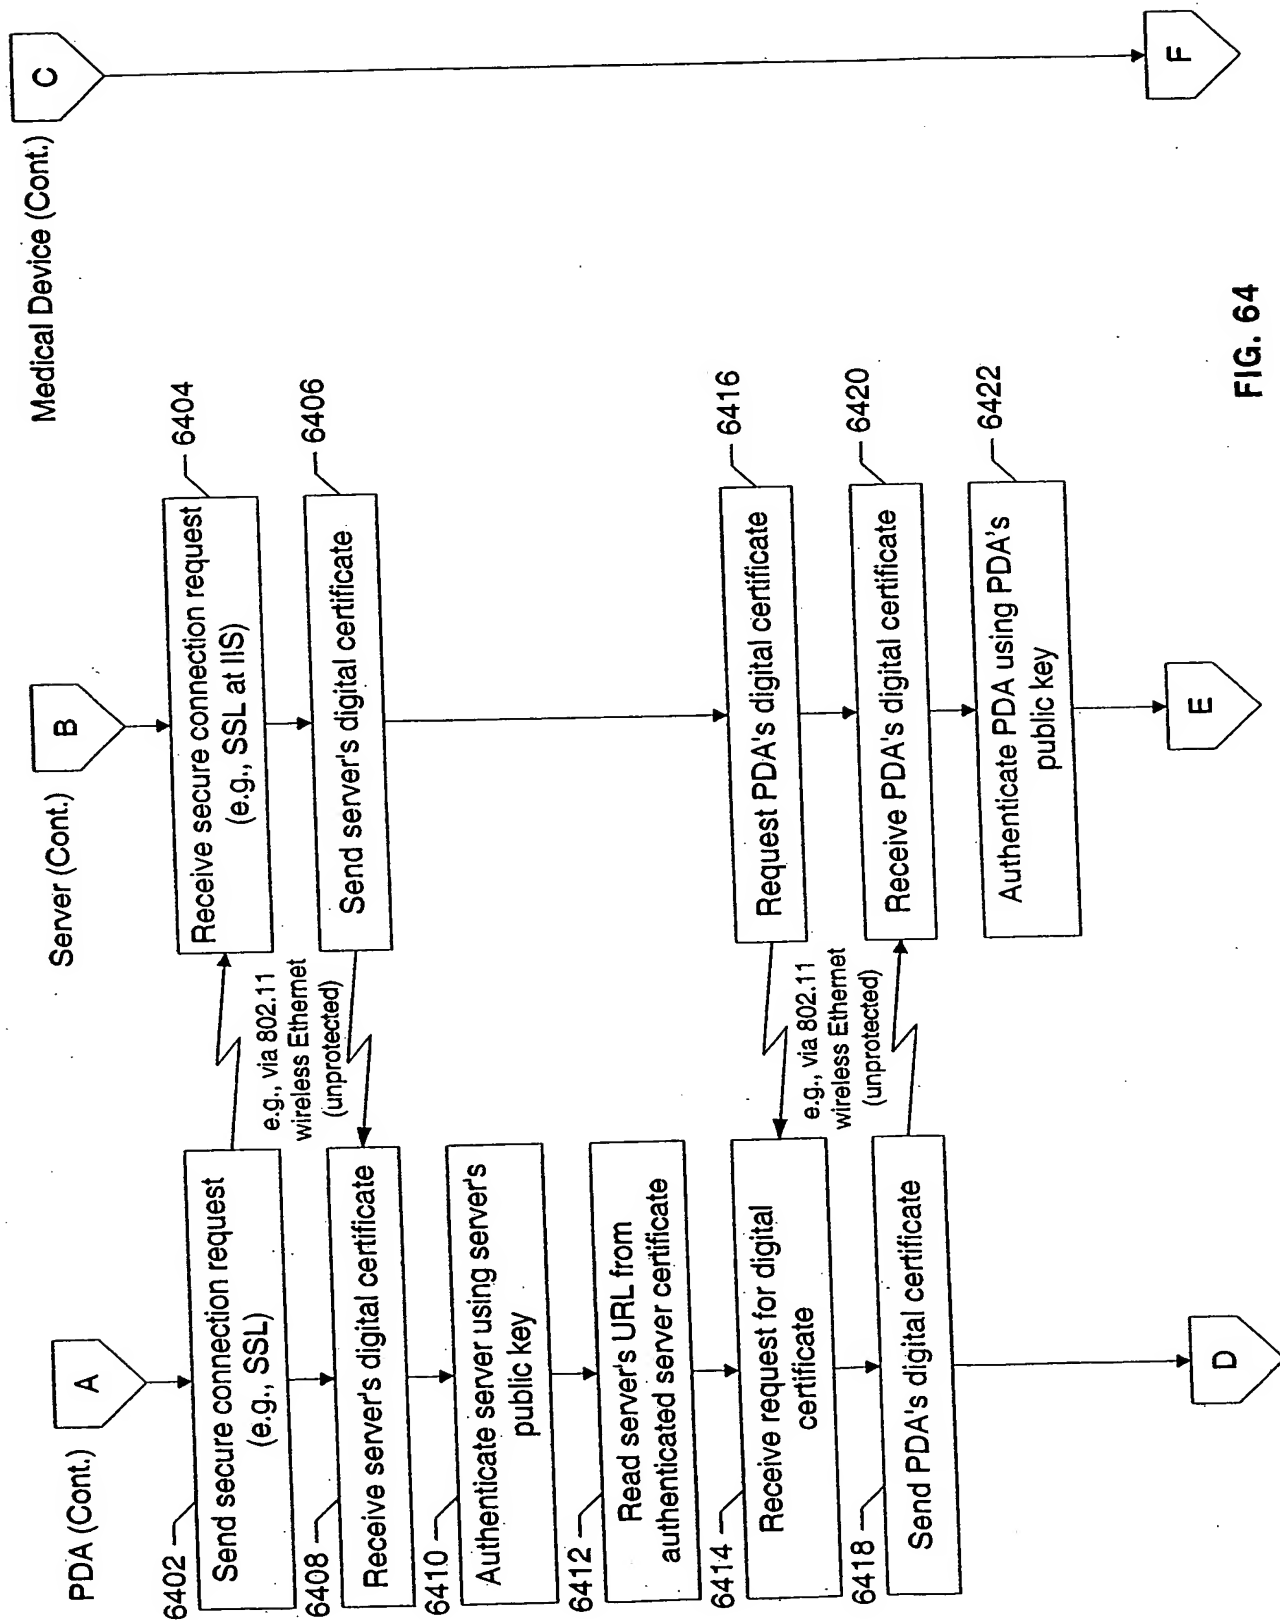 PDA (Cont.)
A
6402
Send secure connection request
(e.g., SSL)
6408
Receive server's digital certificate
6410
Authenticate server using server's
public key
6412
Read server's URL from
authenticated server certificate
6414
Receive request for digital
certificate
6418
Send PDA's digital certificate
D
e.g., via 802.11
wireless Ethernet
(unprotected)
e.g., via 802.11
wireless Ethernet
(unprotected)
Server (Cont.)
B
Receive secure connection request
(e.g., SSL at IIS)
6404
Send server's digital certificate
6406
Request PDA's digital certificate
6416
Receive PDA's digital certificate
6420
Authenticate PDA using PDA's
public key
6422
E
Medical Device (Cont.)
C
F
FIG. 64